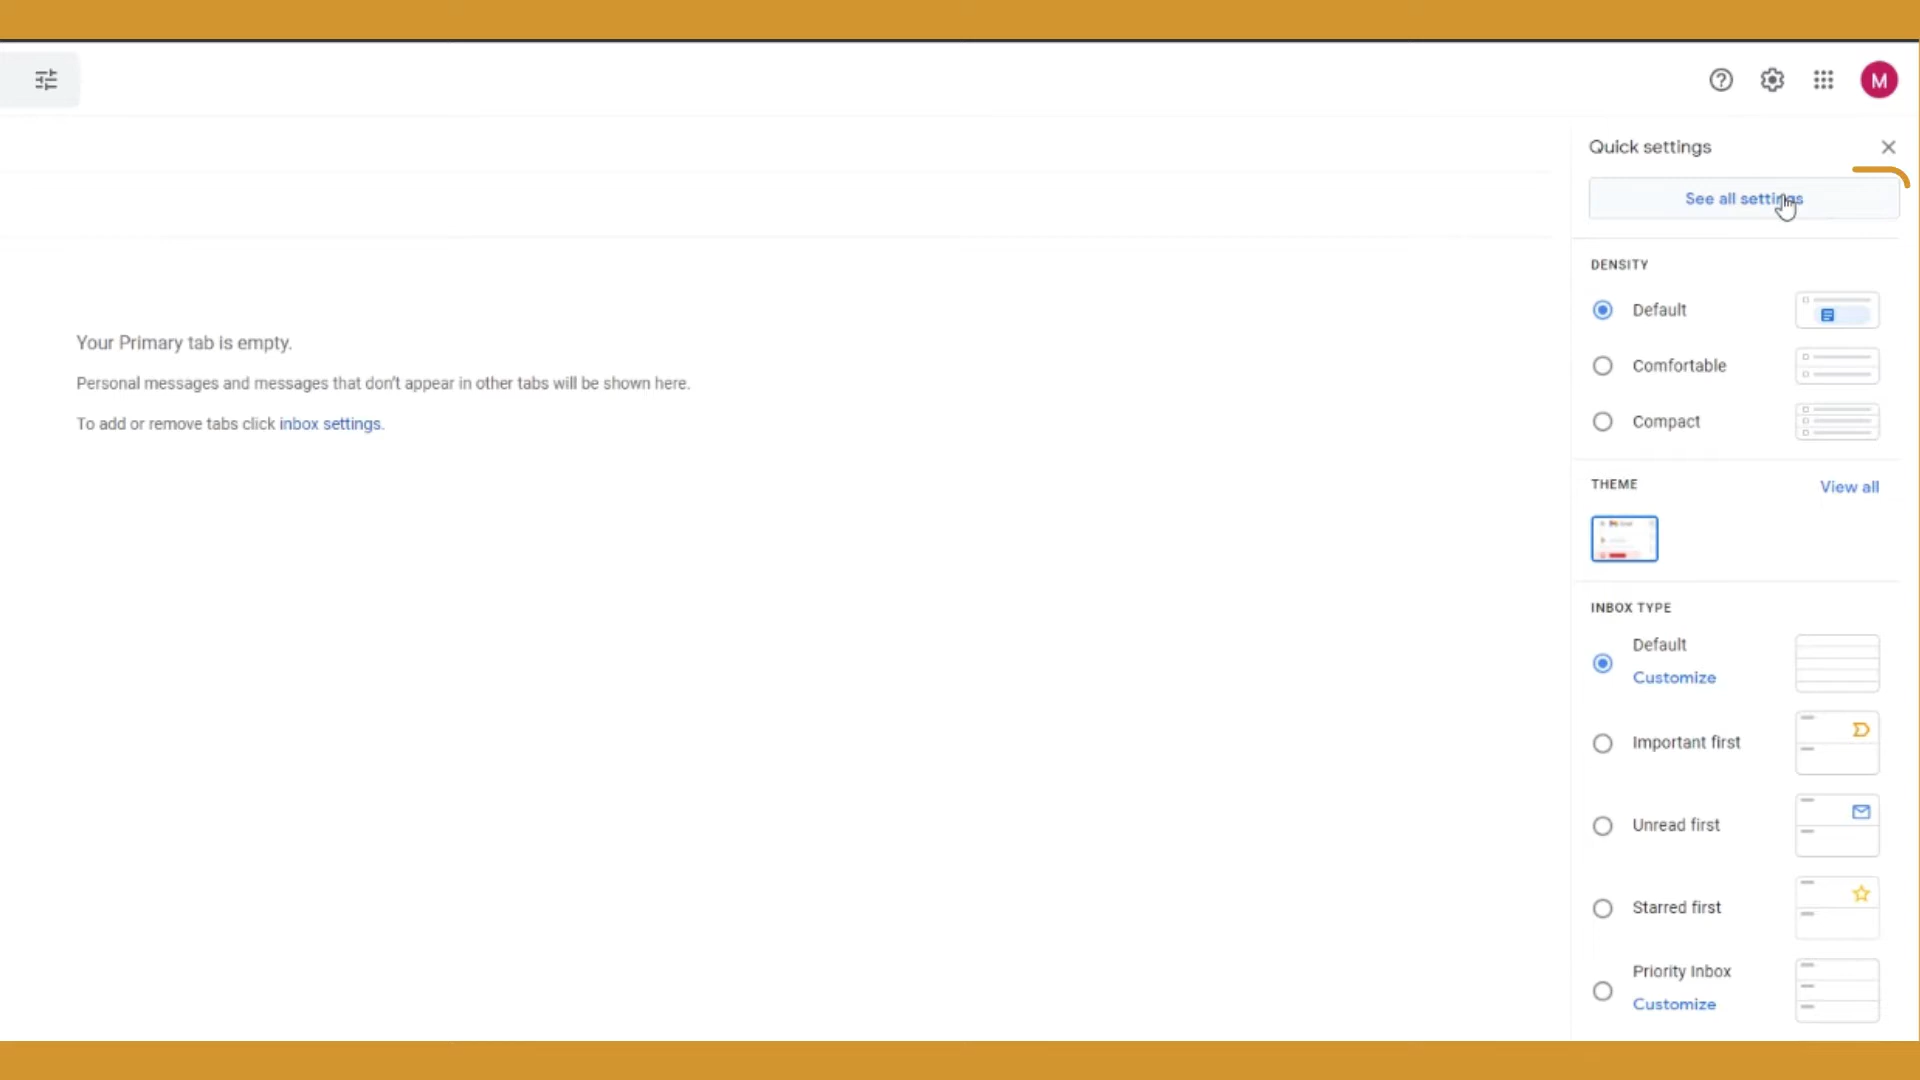 M
Quick settings
See all settings
DENSITY
Default
Comfortable
Compact
THEME
View all
INBOX TYPE
Default
Customize
Important first
Unread first
Starred first
Priority Inbox
Customize
Your Primary tab is empty.
Personal messages and messages that don't appear in other tabs will be shown here.
To add or remove tabs click inbox settings.